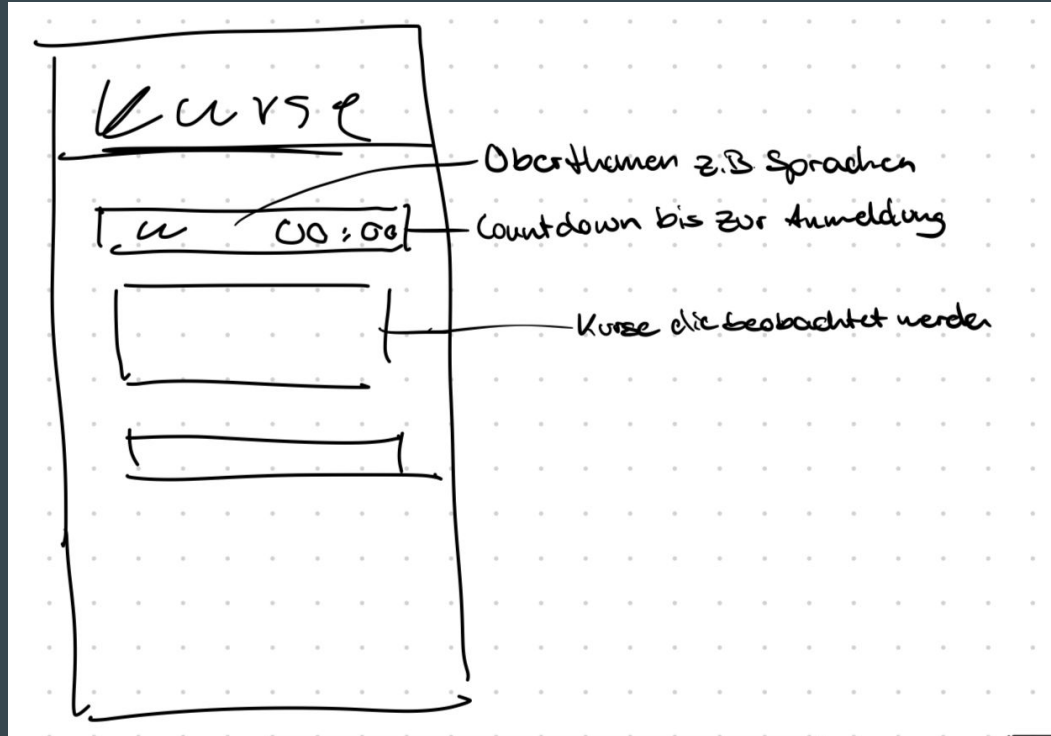 Kurse
Oberthemen z.B Sprachen
00:00
Countdown bis zur Anmeldung
Kurse die beobachtet werden